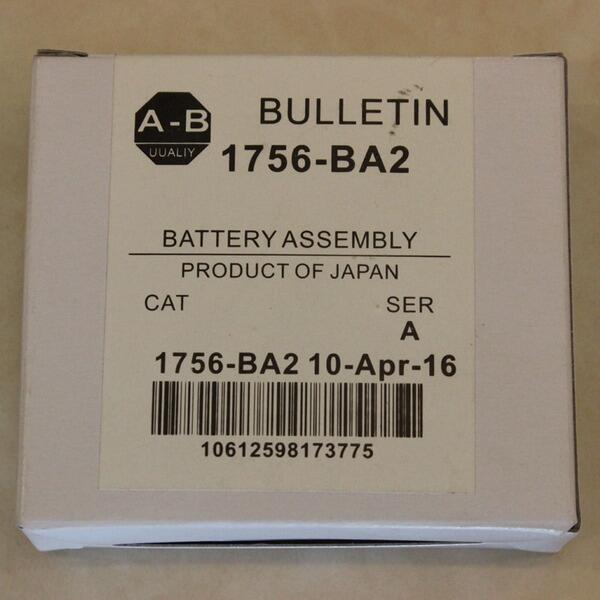 A-B
UUALIY
BULLETIN
1756-BA2
BATTERY ASSEMBLY
PRODUCT OF JAPAN
CAT SER
A
1756-BA2 10-Apr-16
10612598173775